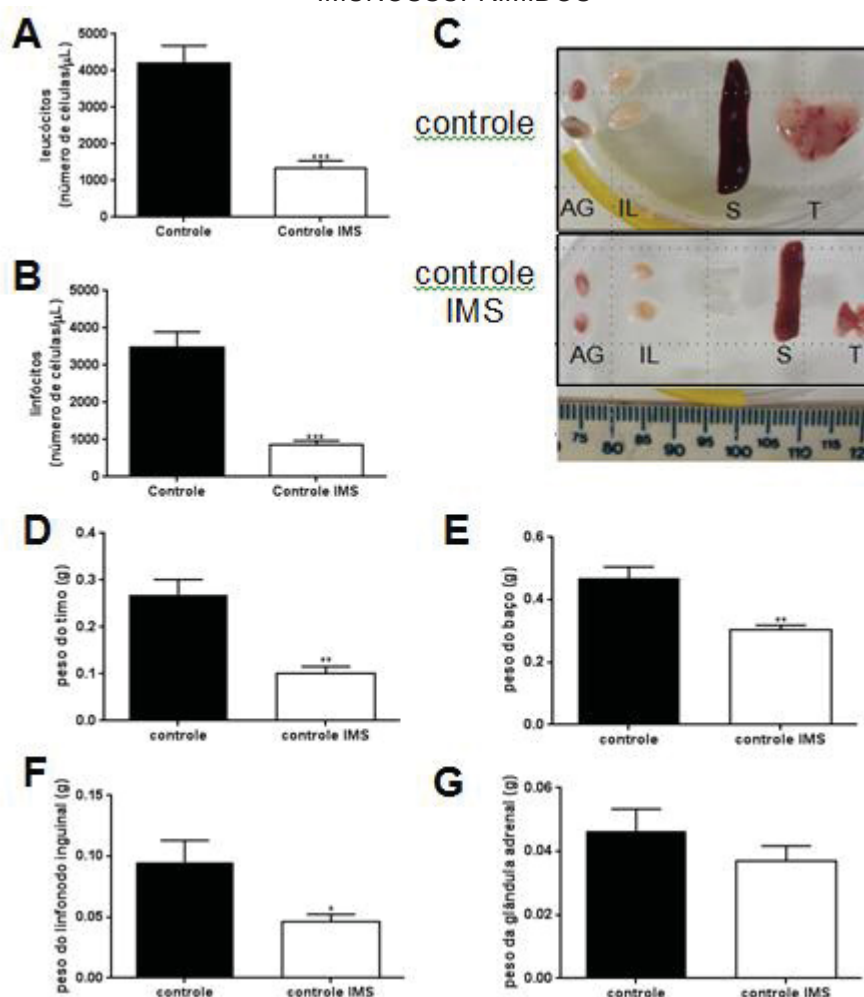 A
leucócitos
(número de células/µL)
5000
4000
3000
2000
1000
0
***
Controle
Controle IMS
B
linfócitos
(número de células/µL)
5000
4000
3000
2000
1000
0
***
Controle
Controle IMS
C
controle
AG
IL
S
T
controle
IMS
AG
IL
S
T
75
80
85
90
95
100
105
110
115
D
peso do timo (g)
0.4
0.3
0.2
0.1
0.0
**
controle
controle IMS
E
peso do baço (g)
0.6
0.4
0.2
0.0
**
controle
controle IMS
F
peso do linfonodo inguinal (g)
0.15
0.10
0.05
0.00
*
controle
controle IMS
G
peso da glândula adrenal (g)
0.06
0.04
0.02
0.00
controle
controle IMS